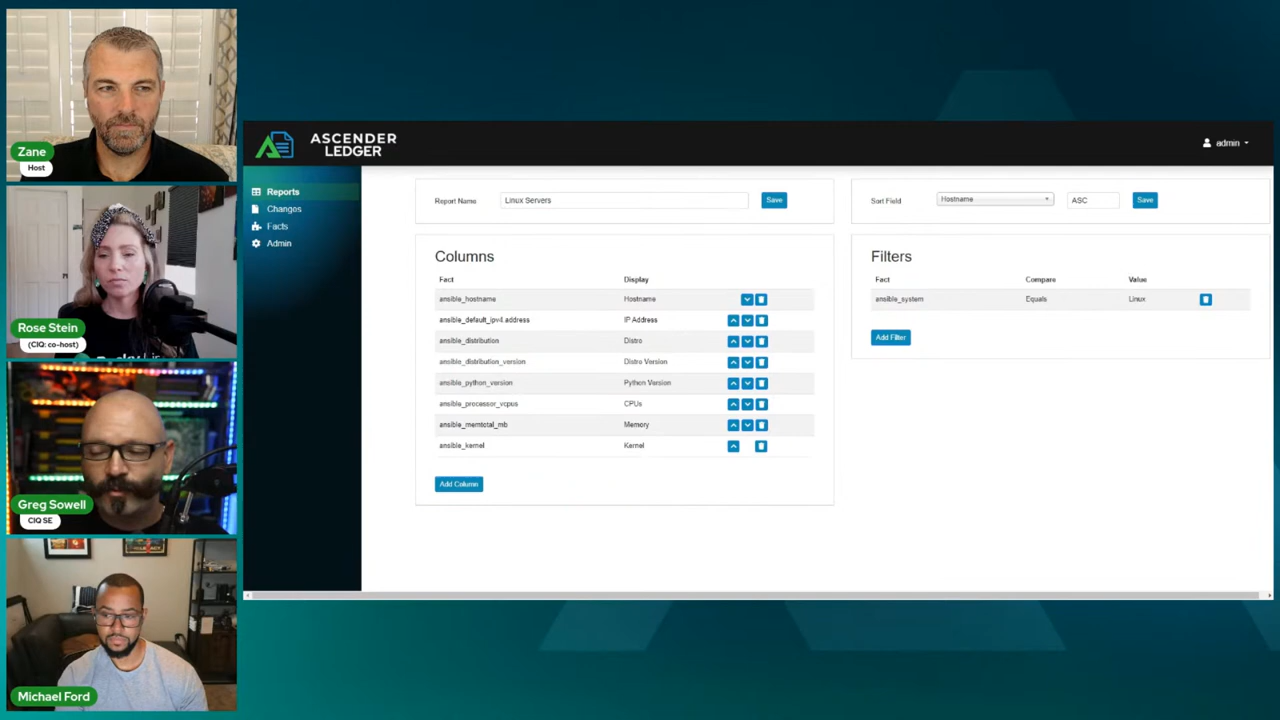 Zane
Host
Rose Stein
(CIQ: co-host)
Greg Sowell
CIQ SE
Michael Ford
ASCENDER
LEDGER
admin
Reports
Changes
Facts
Admin
Report Name Linux Servers Save
Sort Field Hostname ASC Save
Columns
Fact Display
ansible_hostname Hostname
ansible_default_ipv4.address IP Address
ansible_distribution Distro
ansible_distribution_version Distro Version
ansible_python_version Python Version
ansible_processor_vcpus CPUs
ansible_memtotal_mb Memory
ansible_kernel Kernel
Add Column
Filters
Fact Compare Value
ansible_system Equals Linux
Add Filter